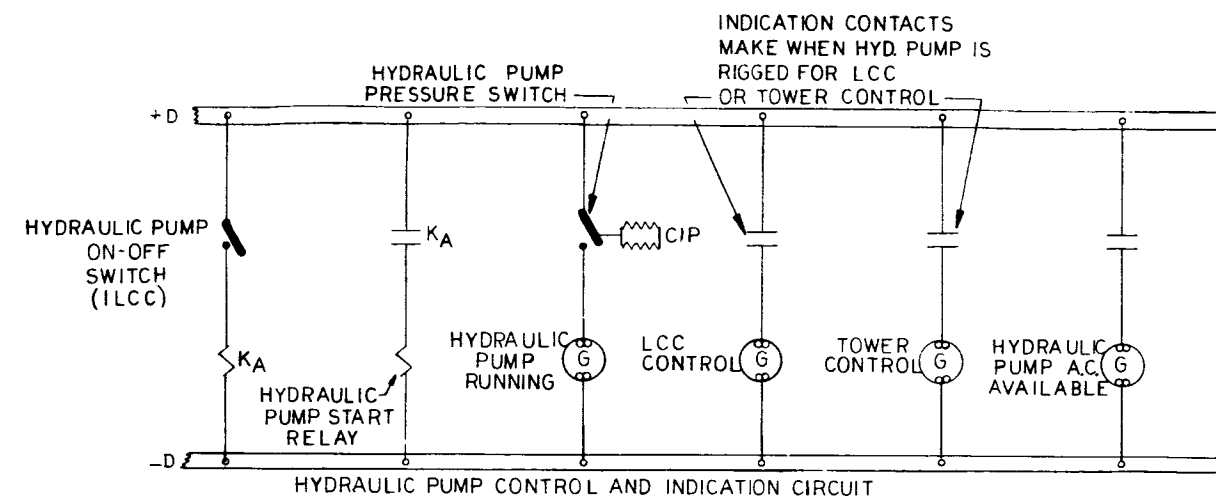 INDICATION CONTACTS
MAKE WHEN HYD. PUMP IS
RIGGED FOR LCC
OR TOWER CONTROL
HYDRAULIC PUMP
PRESSURE SWITCH
+D
HYDRAULIC PUMP
ON-OFF
SWITCH
(ILCC)
KA
CIP
KA
HYDRAULIC
PUMP START
RELAY
HYDRAULIC
PUMP
RUNNING
G
LCC
CONTROL
G
TOWER
CONTROL
G
HYDRAULIC
PUMP A.C.
AVAILABLE
G
-D
HYDRAULIC PUMP CONTROL AND INDICATION CIRCUIT